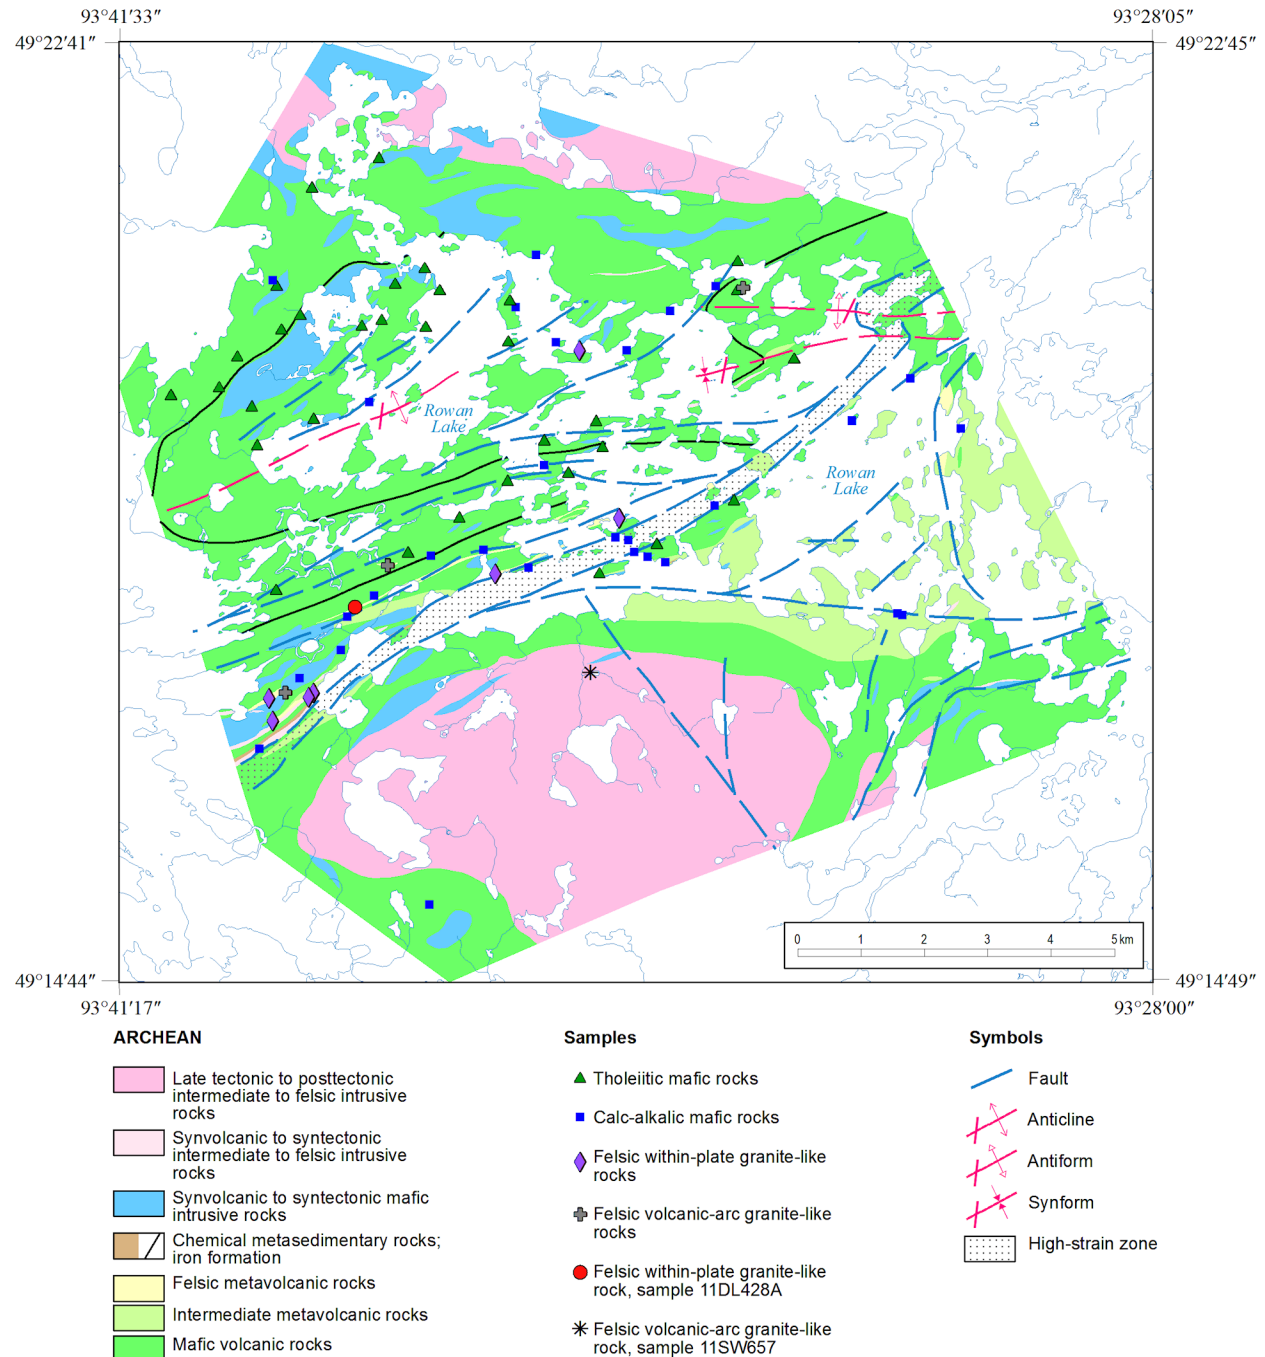 93°41′33″
93°28′05″
49°22′41″
49°22′45″
Rowan
Lake
Rowan
Lake
0 1 2 3 4 5 km
49°14′44″
49°14′49″
93°41′17″
93°28′00″
ARCHEAN
Late tectonic to posttectonic
intermediate to felsic intrusive
rocks
Synvolcanic to syntectonic
intermediate to felsic intrusive
rocks
Synvolcanic to syntectonic mafic
intrusive rocks
Chemical metasedimentary rocks;
iron formation
Felsic metavolcanic rocks
Intermediate metavolcanic rocks
Mafic volcanic rocks
Samples
Tholeiitic mafic rocks
Calc-alkalic mafic rocks
Felsic within-plate granite-like
rocks
Felsic volcanic-arc granite-like
rocks
Felsic within-plate granite-like
rock, sample 11DL428A
Felsic volcanic-arc granite-like
rock, sample 11SW657
Symbols
Fault
Anticline
Antiform
Synform
High-strain zone